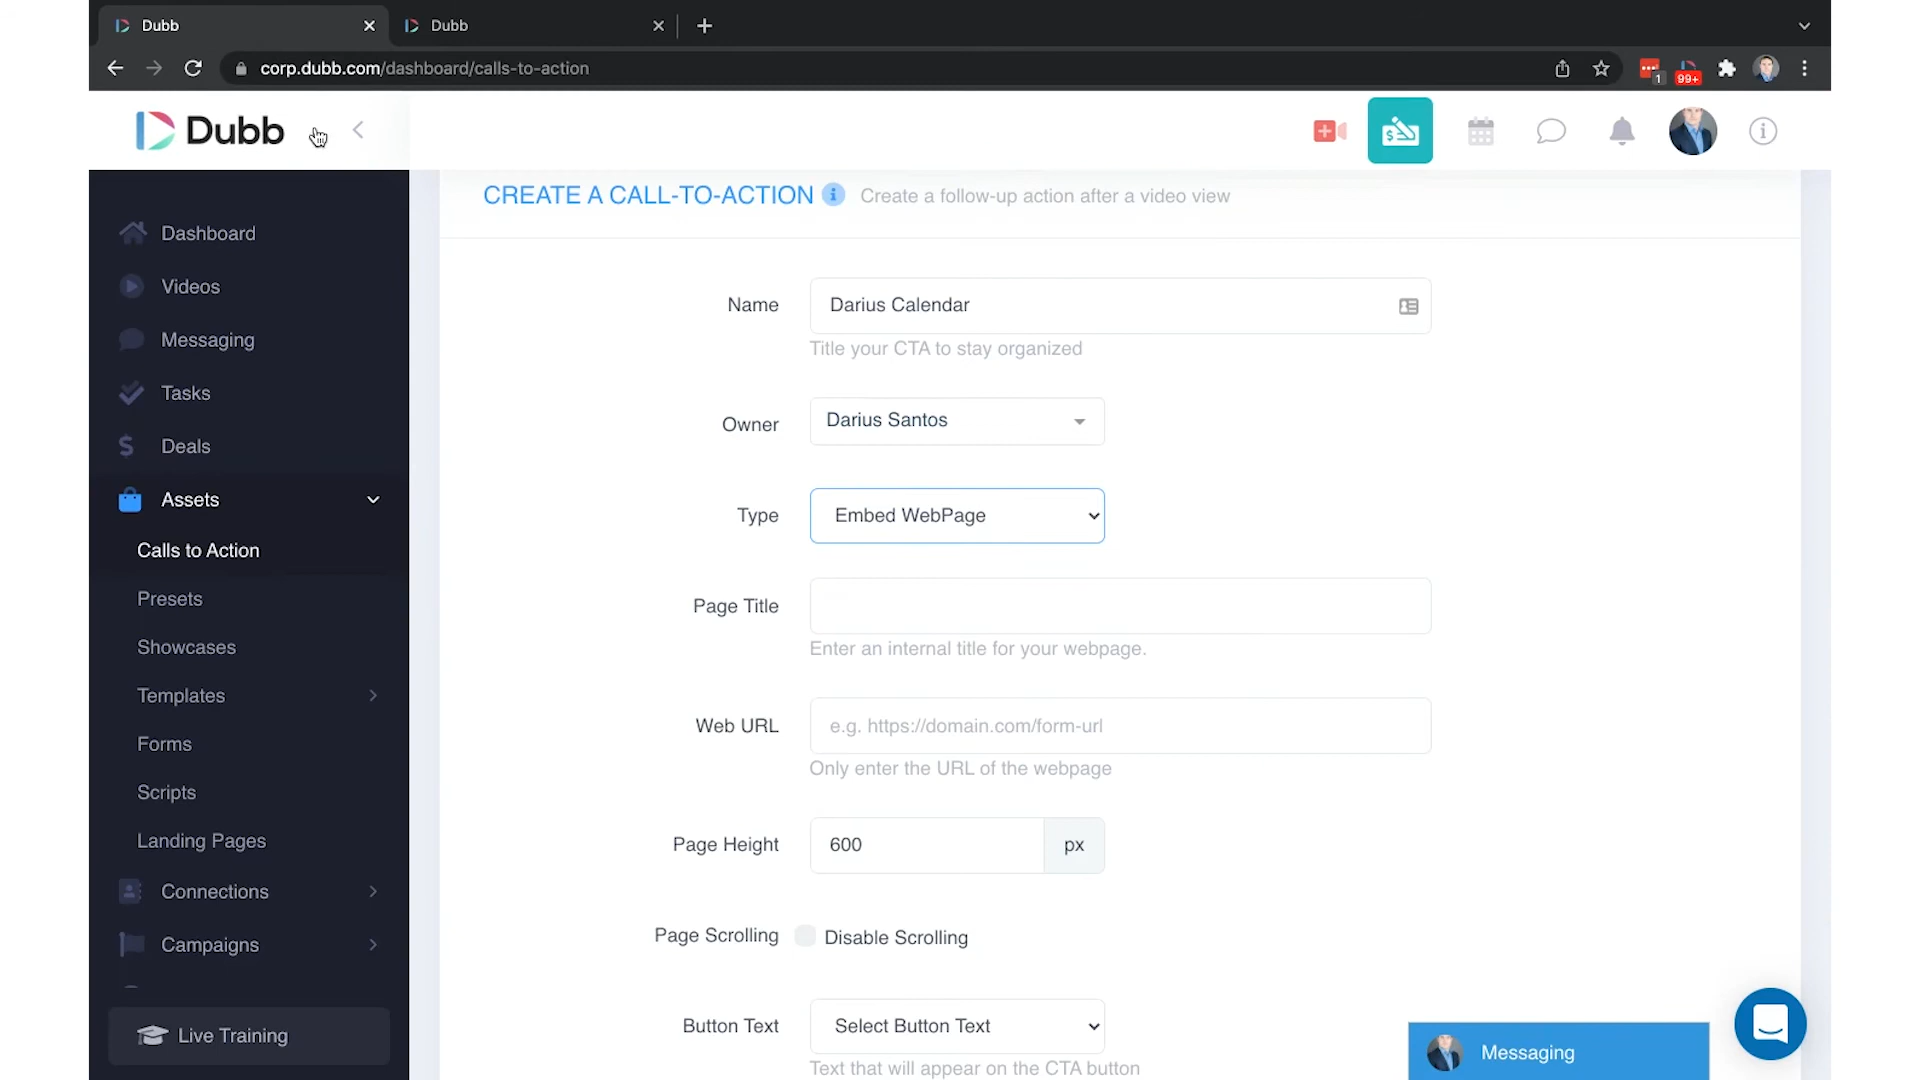 Dubb
Dubb
corp.dubb.com/dashboard/calls-to-action
1
99+
Dubb
CREATE A CALL-TO-ACTION Create a follow-up action after a video view
Dashboard
Videos
Messaging
Tasks
Deals
Assets
Calls to Action
Presets
Showcases
Templates
Forms
Scripts
Landing Pages
Connections
Campaigns
Live Training
Name Darius Calendar
Title your CTA to stay organized
Owner Darius Santos
Type Embed WebPage
Page Title
Enter an internal title for your webpage.
Web URL e.g. https://domain.com/form-url
Only enter the URL of the webpage
Page Height 600 px
Page Scrolling Disable Scrolling
Button Text Select Button Text
Text that will appear on the CTA button
Messaging